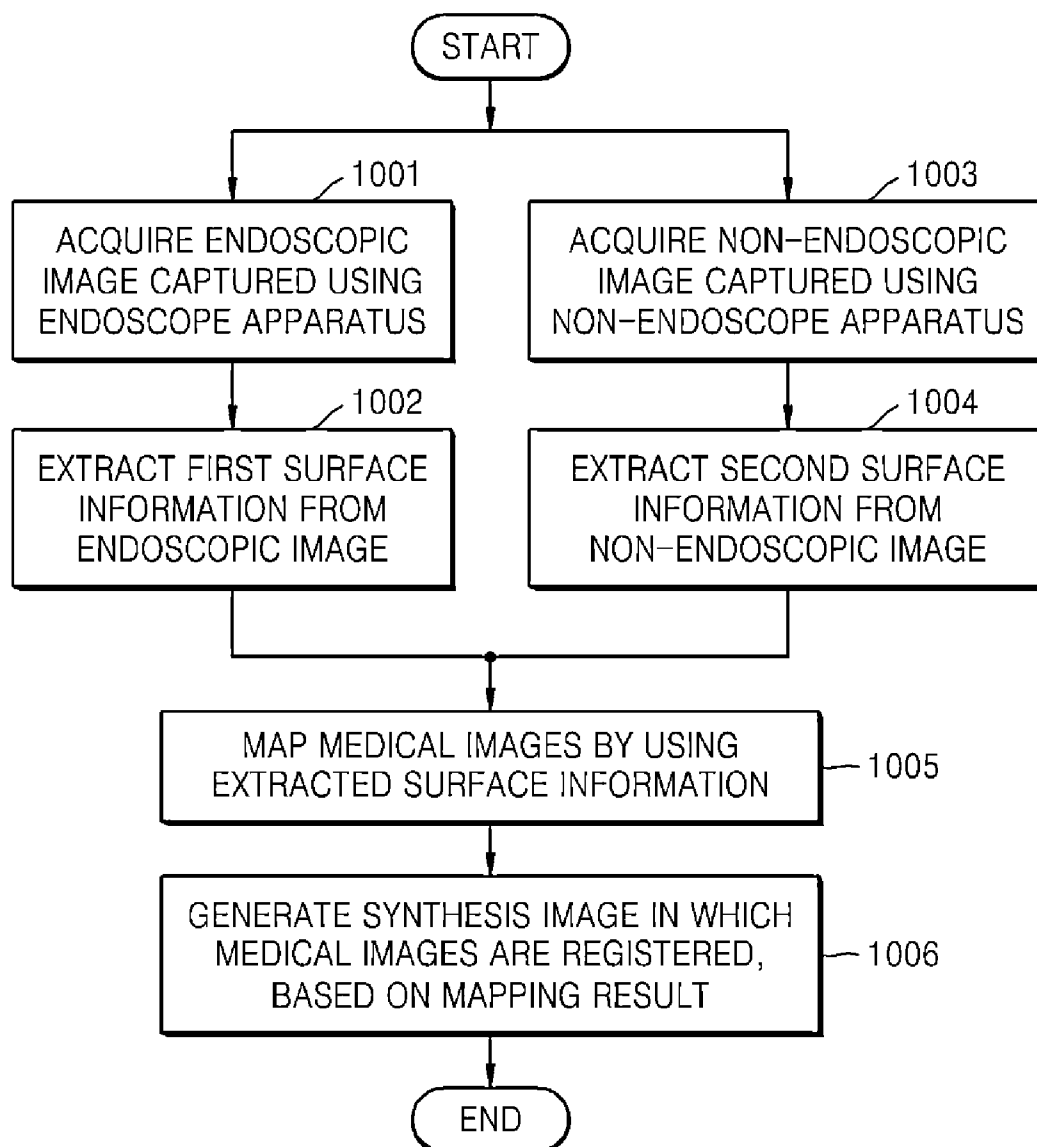 START
1001
ACQUIRE ENDOSCOPIC
IMAGE CAPTURED USING
ENDOSCOPE APPARATUS
1003
ACQUIRE NON-ENDOSCOPIC
IMAGE CAPTURED USING
NON-ENDOSCOPE APPARATUS
1002
EXTRACT FIRST SURFACE
INFORMATION FROM
ENDOSCOPIC IMAGE
1004
EXTRACT SECOND SURFACE
INFORMATION FROM
NON-ENDOSCOPIC IMAGE
MAP MEDICAL IMAGES BY USING
EXTRACTED SURFACE INFORMATION
1005
GENERATE SYNTHESIS IMAGE IN WHICH
MEDICAL IMAGES ARE REGISTERED,
BASED ON MAPPING RESULT
1006
END